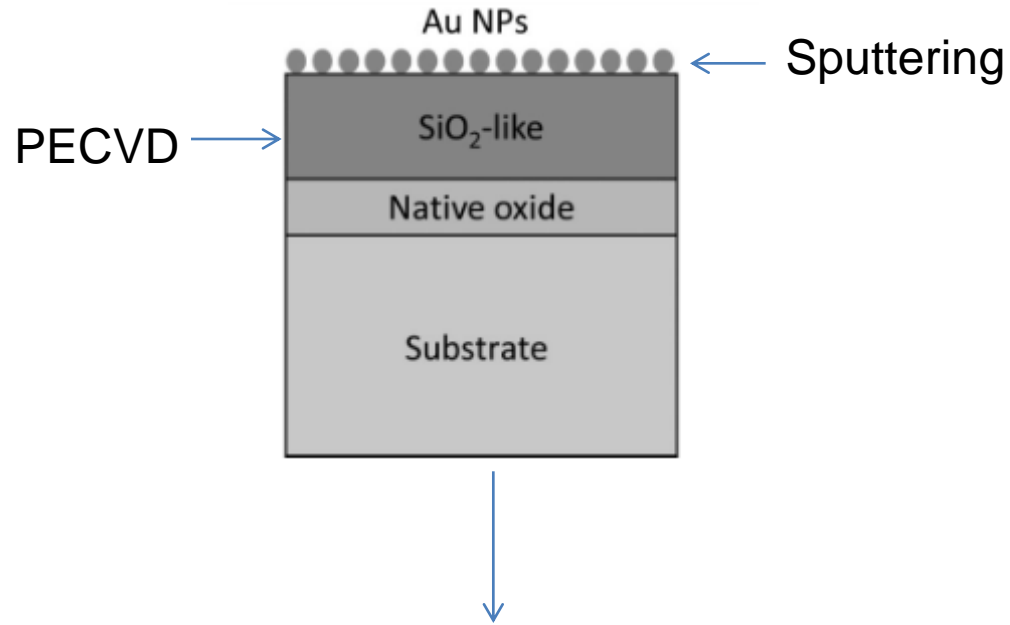 Au NPs
Sputtering
PECVD
SiO₂-like
Native oxide
Substrate